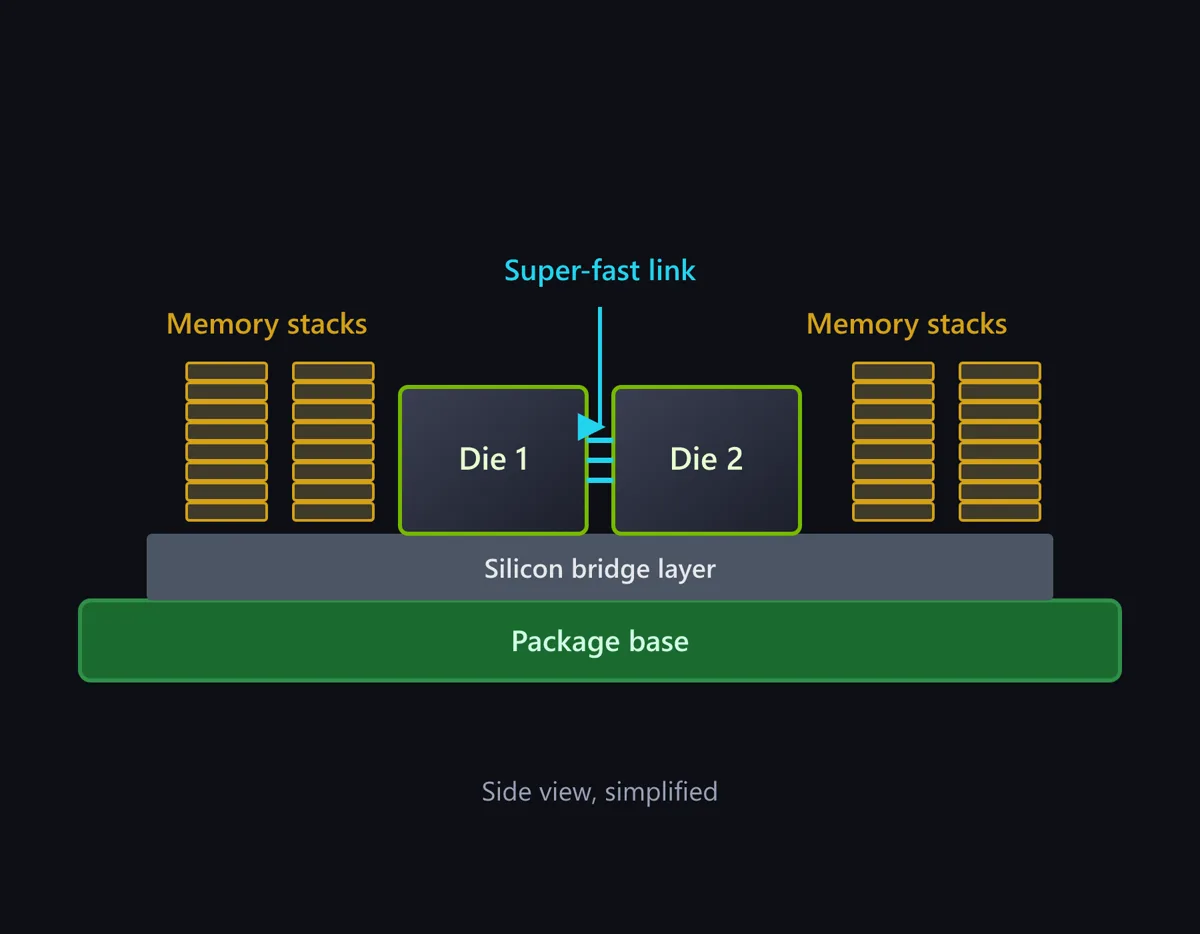 Super-fast link
Memory stacks
Memory stacks
Die 1
Die 2
Silicon bridge layer
Package base
Side view, simplified